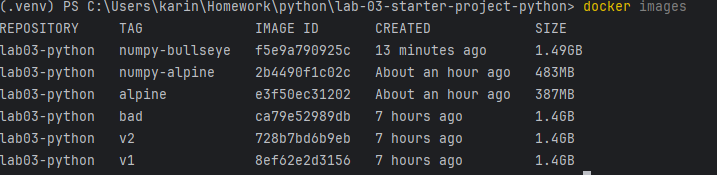 (.venv) PS C:\Users\karin\Homework\python\lab-03-starter-project-python> docker images
REPOSITORY TAG IMAGE ID CREATED SIZE
lab03-python numpy-bullseye f5e9a790925c 13 minutes ago 1.49GB
lab03-python numpy-alpine 2b4490f1c02c About an hour ago 483MB
lab03-python alpine e3f50ec31202 About an hour ago 387MB
lab03-python bad ca79e52989db 7 hours ago 1.4GB
lab03-python v2 728b7bd6b9eb 7 hours ago 1.4GB
lab03-python v1 8ef62e2d3156 7 hours ago 1.4GB